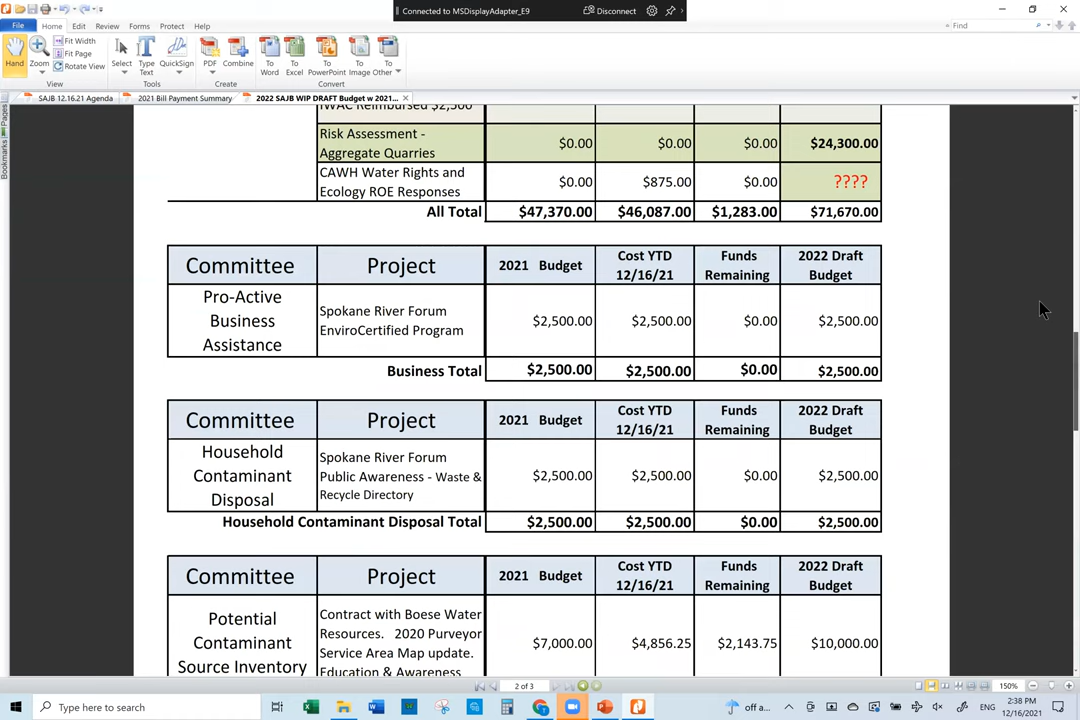 Connected to MSDisplayAdapter_E9 Disconnect
File Home Edit Review Forms Protect Help
Find
Hand Zoom Fit Width
Fit Page
Rotate View
Select Type Text QuickSign PDF Combine To Word To Excel To PowerPoint To Image To Other
View Tools Create Convert
SAJB 12.16.21 Agenda 2021 Bill Payment Summary 2022 SAJB WIP DRAFT Budget w 2021...
Pages
Bookmarks
IWAC Reimbursed $2,500
Risk Assessment -
Aggregate Quarries $0.00 $0.00 $0.00 $24,300.00
CAWH Water Rights and
Ecology ROE Responses $0.00 $875.00 $0.00 ????
All Total $47,370.00 $46,087.00 $1,283.00 $71,670.00
Committee Project 2021 Budget Cost YTD 12/16/21 Funds Remaining 2022 Draft Budget
Pro-Active
Business
Assistance
Spokane River Forum
EnviroCertified Program
$2,500.00 $2,500.00 $0.00 $2,500.00
Business Total $2,500.00 $2,500.00 $0.00 $2,500.00
Committee Project 2021 Budget Cost YTD 12/16/21 Funds Remaining 2022 Draft Budget
Household
Contaminant
Disposal
Spokane River Forum
Public Awareness - Waste &
Recycle Directory
$2,500.00 $2,500.00 $0.00 $2,500.00
Household Contaminant Disposal Total $2,500.00 $2,500.00 $0.00 $2,500.00
Committee Project 2021 Budget Cost YTD 12/16/21 Funds Remaining 2022 Draft Budget
Potential
Contaminant
Source Inventory
Contract with Boese Water
Resources. 2020 Purveyor
Service Area Map update.
Education & Awareness
$7,000.00 $4,856.25 $2,143.75 $10,000.00
2 of 3
150%
Type here to search
off a...
ENG
2:38 PM
12/16/2021